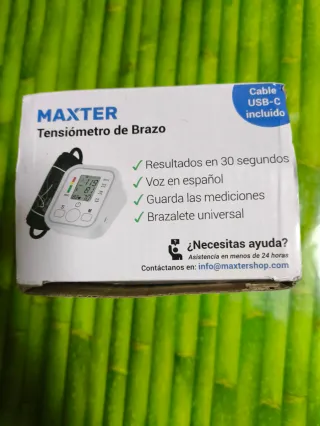 Cable
USB-C
incluido
MAXTER
Tensiómetro de Brazo
Resultados en 30 segundos
Voz en español
Guarda las mediciones
Brazalete universal
¿Necesitas ayuda?
Asistencia en menos de 24 horas
Contáctanos en: info@maxtershop.com